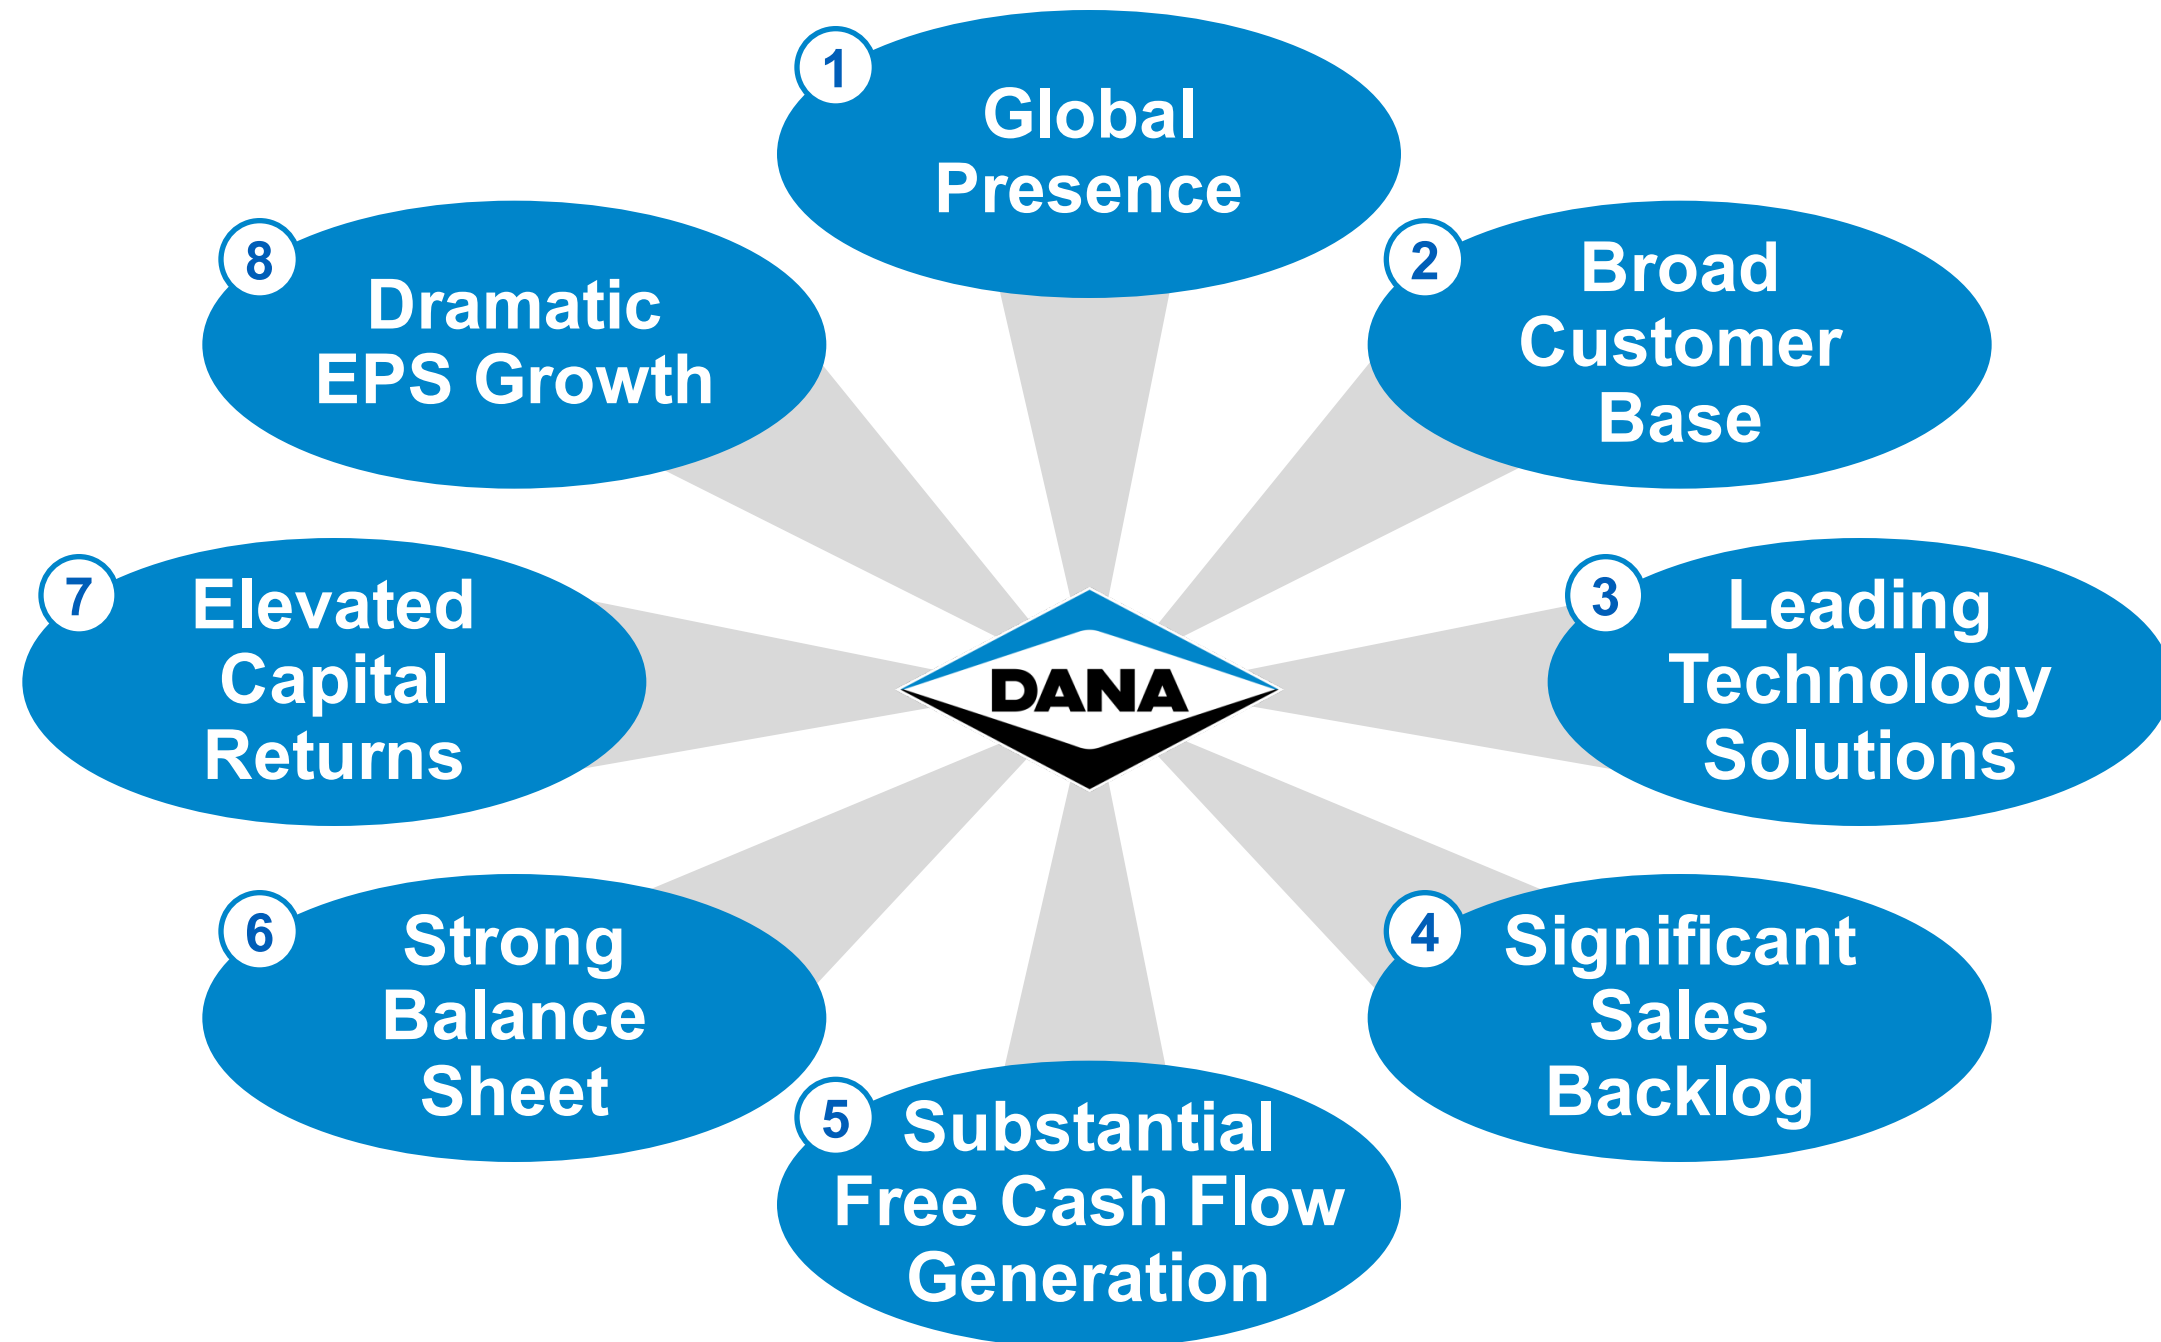 1
Global
Presence
2
Broad
Customer
Base
3
Leading
Technology
Solutions
4
Significant
Sales
Backlog
5
Substantial
Free Cash Flow
Generation
6
Strong
Balance
Sheet
7
Elevated
Capital
Returns
8
Dramatic
EPS Growth
DANA